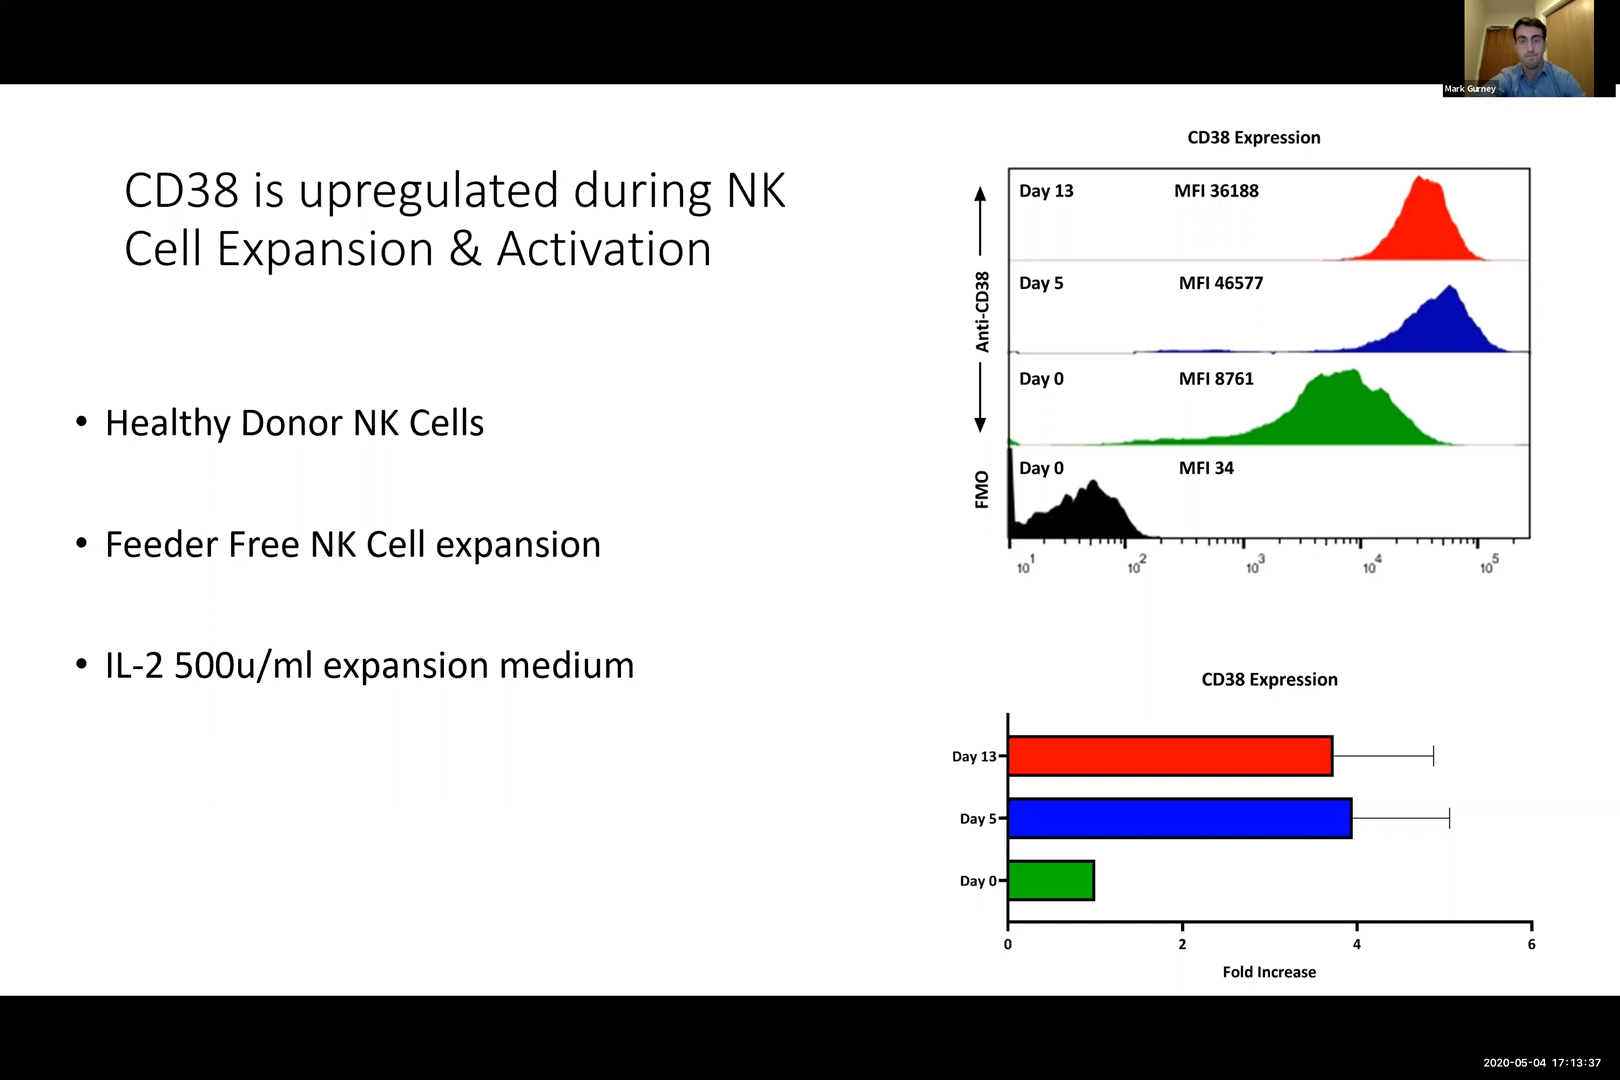 Mark Gurney
CD38 is upregulated during NK
Cell Expansion & Activation
• Healthy Donor NK Cells
• Feeder Free NK Cell expansion
• IL-2 500u/ml expansion medium
CD38 Expression
Day 13 MFI 36188
Day 5 MFI 46577
Day 0 MFI 8761
Day 0 MFI 34
Anti-CD38
FMO
10¹ 10² 10³ 10⁴ 10⁵
CD38 Expression
Day 13
Day 5
Day 0
0 2 4 6
Fold Increase
2020-05-04 17:13:37